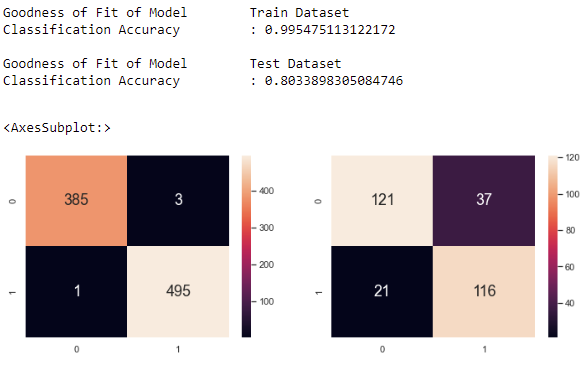 Goodness of Fit of Model Train Dataset
Classification Accuracy : 0.995475113122172
Goodness of Fit of Model Test Dataset
Classification Accuracy : 0.8033898305084746
<AxesSubplot:>
0 385 3
1 1 495
0 1
400
300
200
100
0 121 37
1 21 116
0 1
120
100
80
60
40